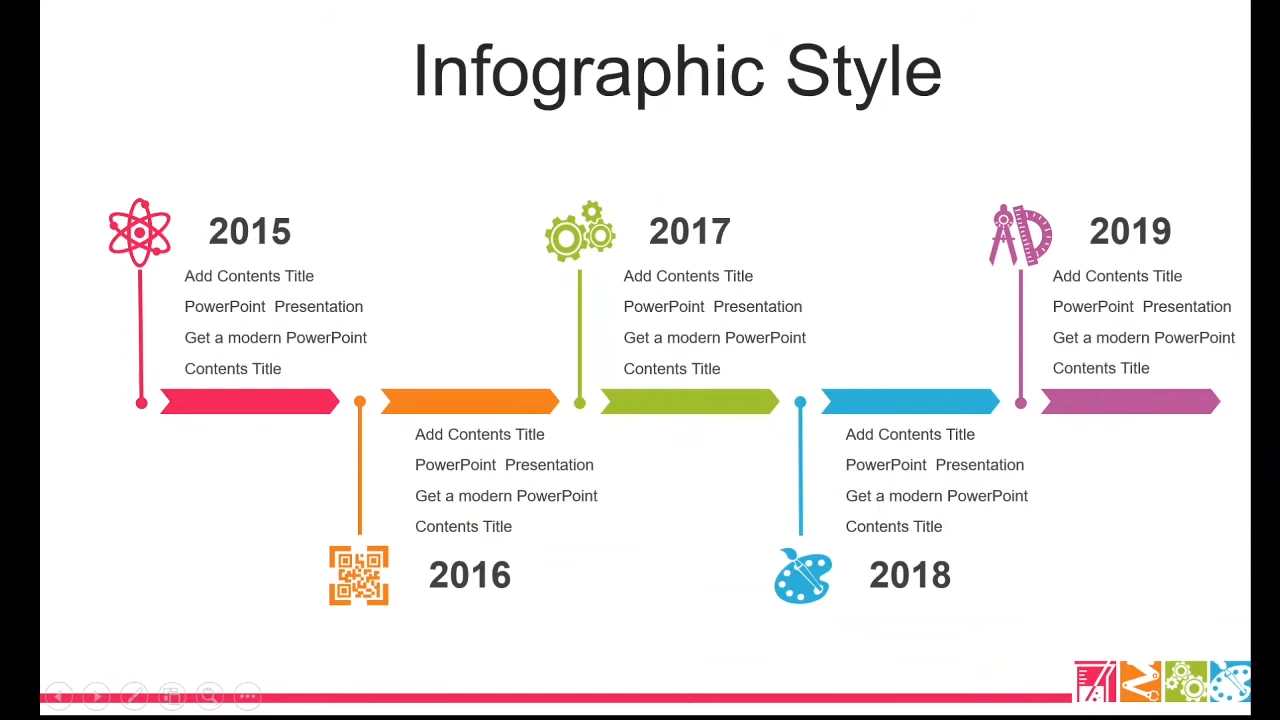 Infographic Style
2015
Add Contents Title
PowerPoint  Presentation
Get a modern PowerPoint
Contents Title
Add Contents Title
PowerPoint  Presentation
Get a modern PowerPoint
Contents Title
2016
2017
Add Contents Title
PowerPoint  Presentation
Get a modern PowerPoint
Contents Title
Add Contents Title
PowerPoint  Presentation
Get a modern PowerPoint
Contents Title
2018
2019
Add Contents Title
PowerPoint  Presentation
Get a modern PowerPoint
Contents Title